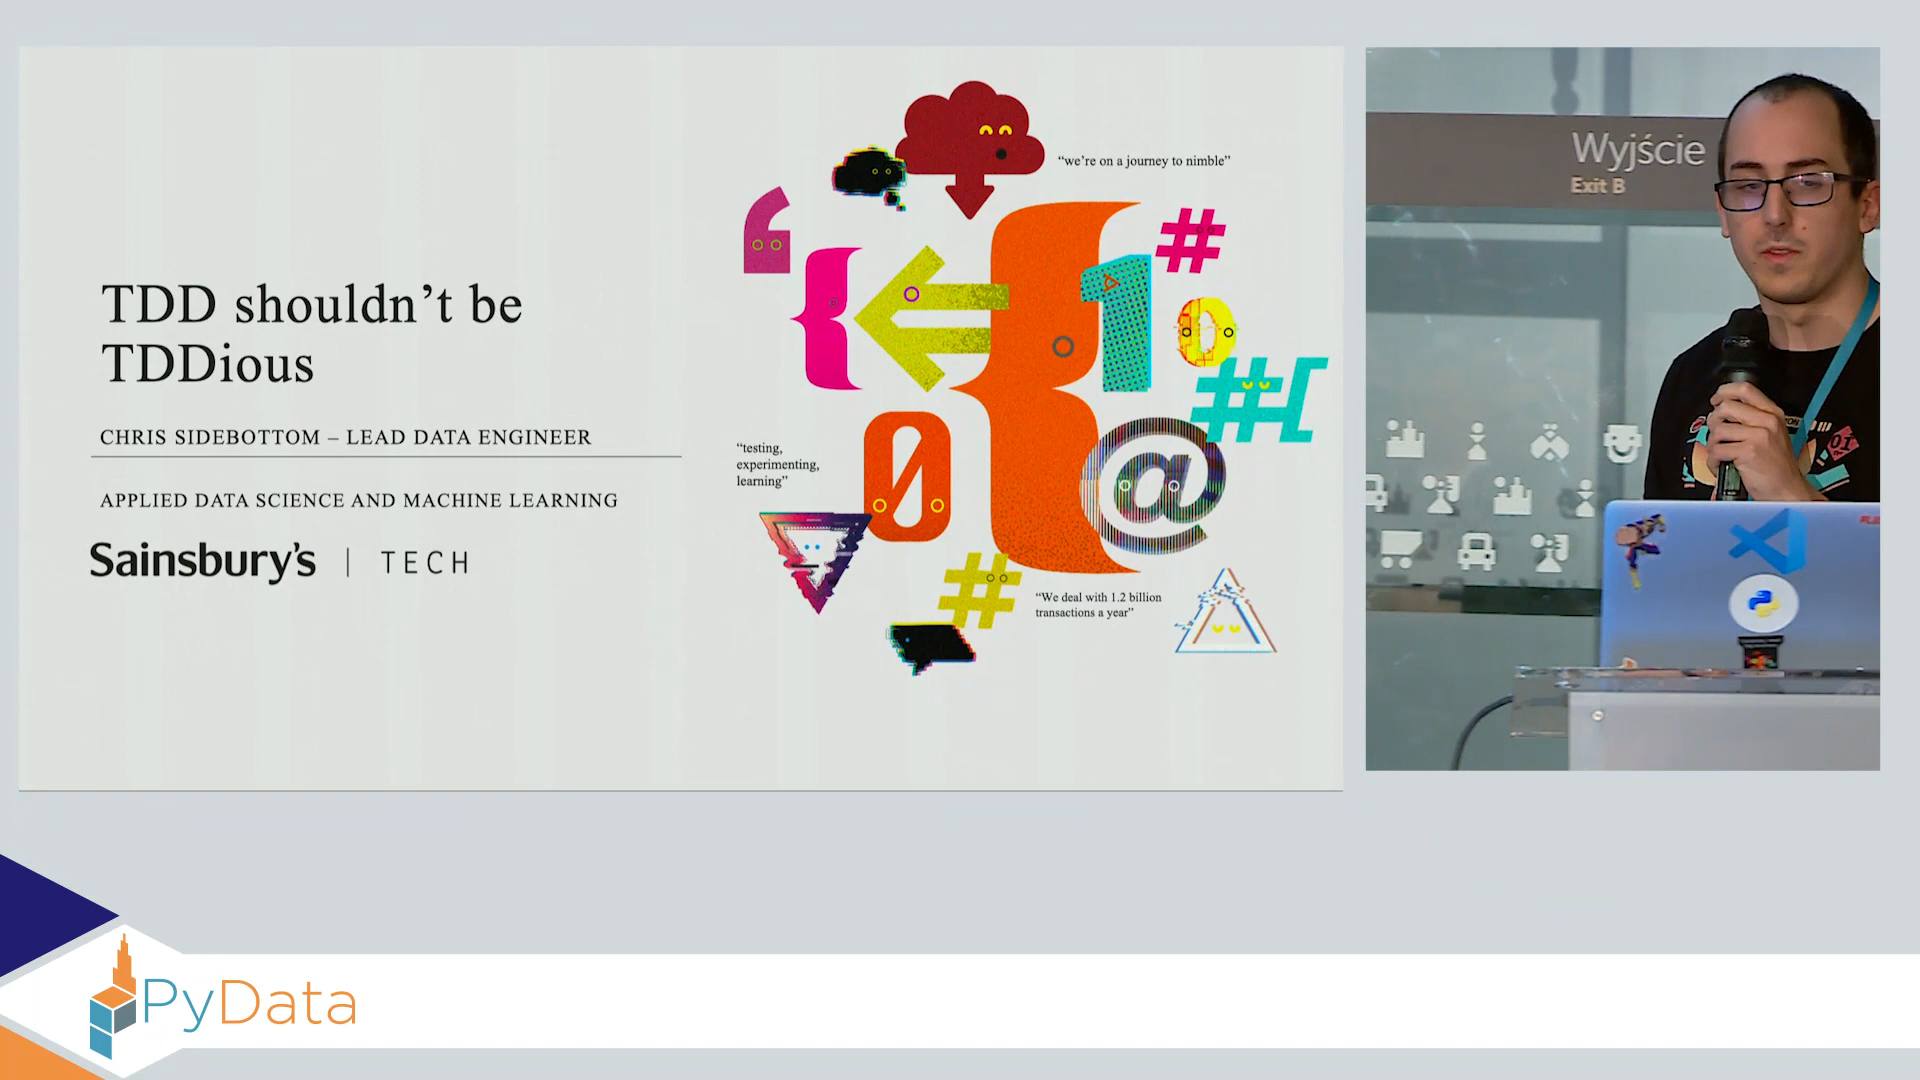 TDD shouldn’t be
TDDious
CHRIS SIDEBOTTOM – LEAD DATA ENGINEER
APPLIED DATA SCIENCE AND MACHINE LEARNING
Sainsbury's | TECH
“we’re on a journey to nimble”
“testing,
experimenting,
learning”
“We deal with 1.2 billion
transactions a year”
Wyjście
Exit B
PyData